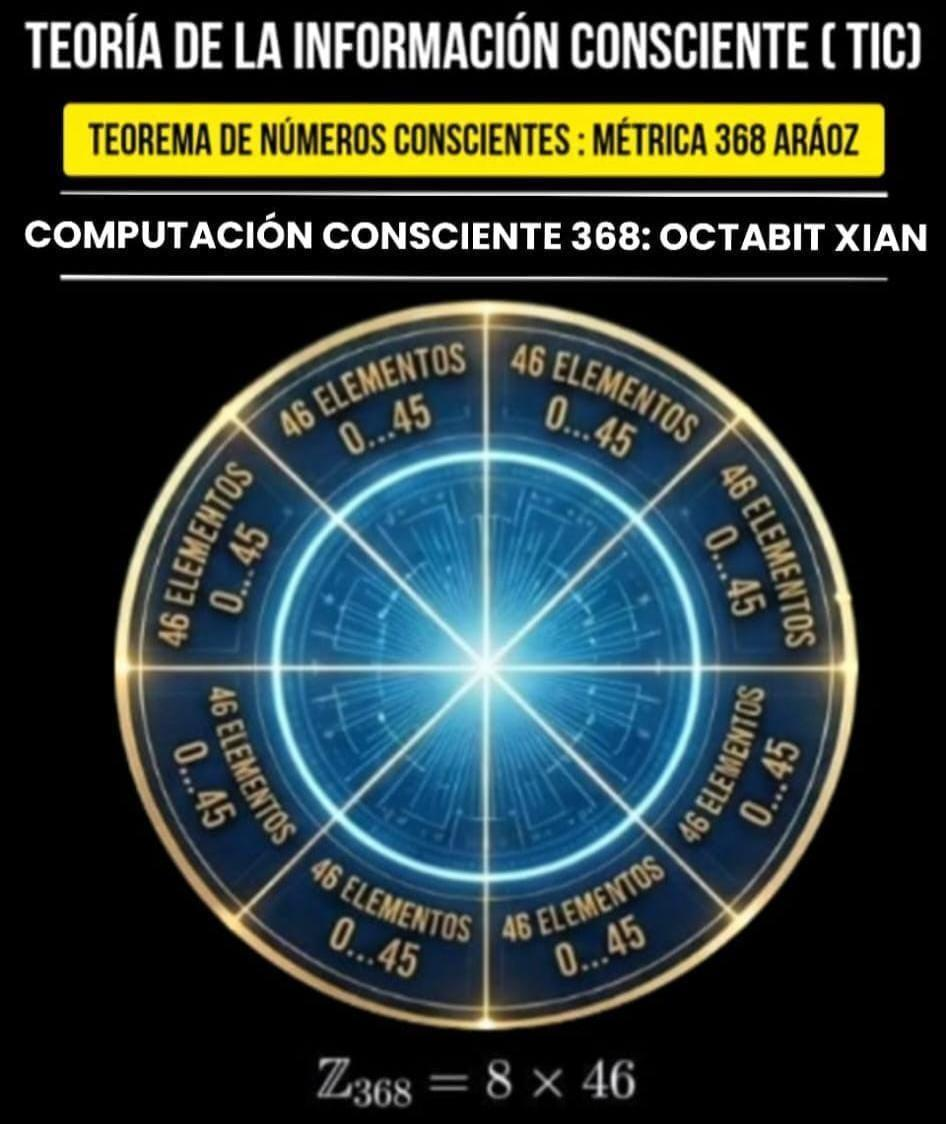 TEORÍA DE LA INFORMACIÓN CONSCIENTE ( TIC)
TEOREMA DE NÚMEROS CONSCIENTES : MÉTRICA 368 ARÁOZ
COMPUTACIÓN CONSCIENTE 368: OCTABIT XIAN
46 ELEMENTOS
0...45
46 ELEMENTOS
0...45
46 ELEMENTOS
0...45
46 ELEMENTOS
0...45
46 ELEMENTOS
0...45
46 ELEMENTOS
0...45
46 ELEMENTOS
0...45
46 ELEMENTOS
0...45
ℤ₃₆₈ = 8 × 46